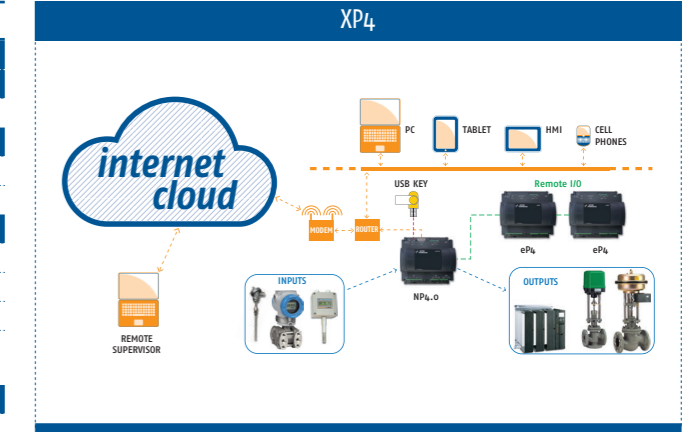 XP4
PC
TABLET
HMI
CELL
PHONES
internet
cloud
USB KEY
Remote I/O
MODEM
ROUTER
eP4
eP4
INPUTS
NP4.0
OUTPUTS
REMOTE
SUPERVISOR